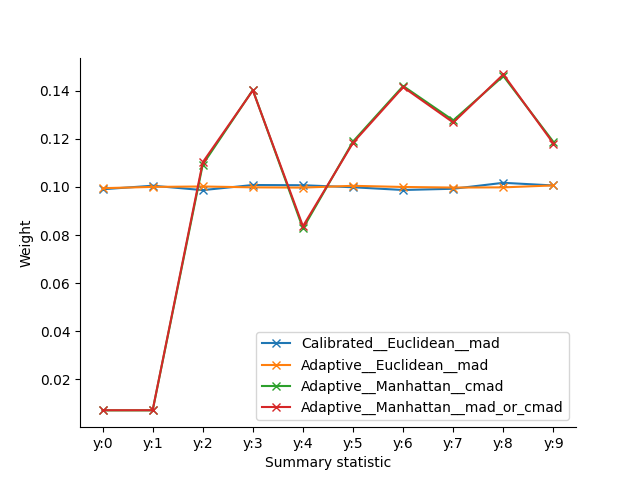 0.14
0.12
0.10
0.08
0.06
0.04
0.02
Weight
Calibrated__Euclidean__mad
Adaptive__Euclidean__mad
Adaptive__Manhattan__cmad
Adaptive__Manhattan__mad_or_cmad
y:0 y:1 y:2 y:3 y:4 y:5 y:6 y:7 y:8 y:9
Summary statistic